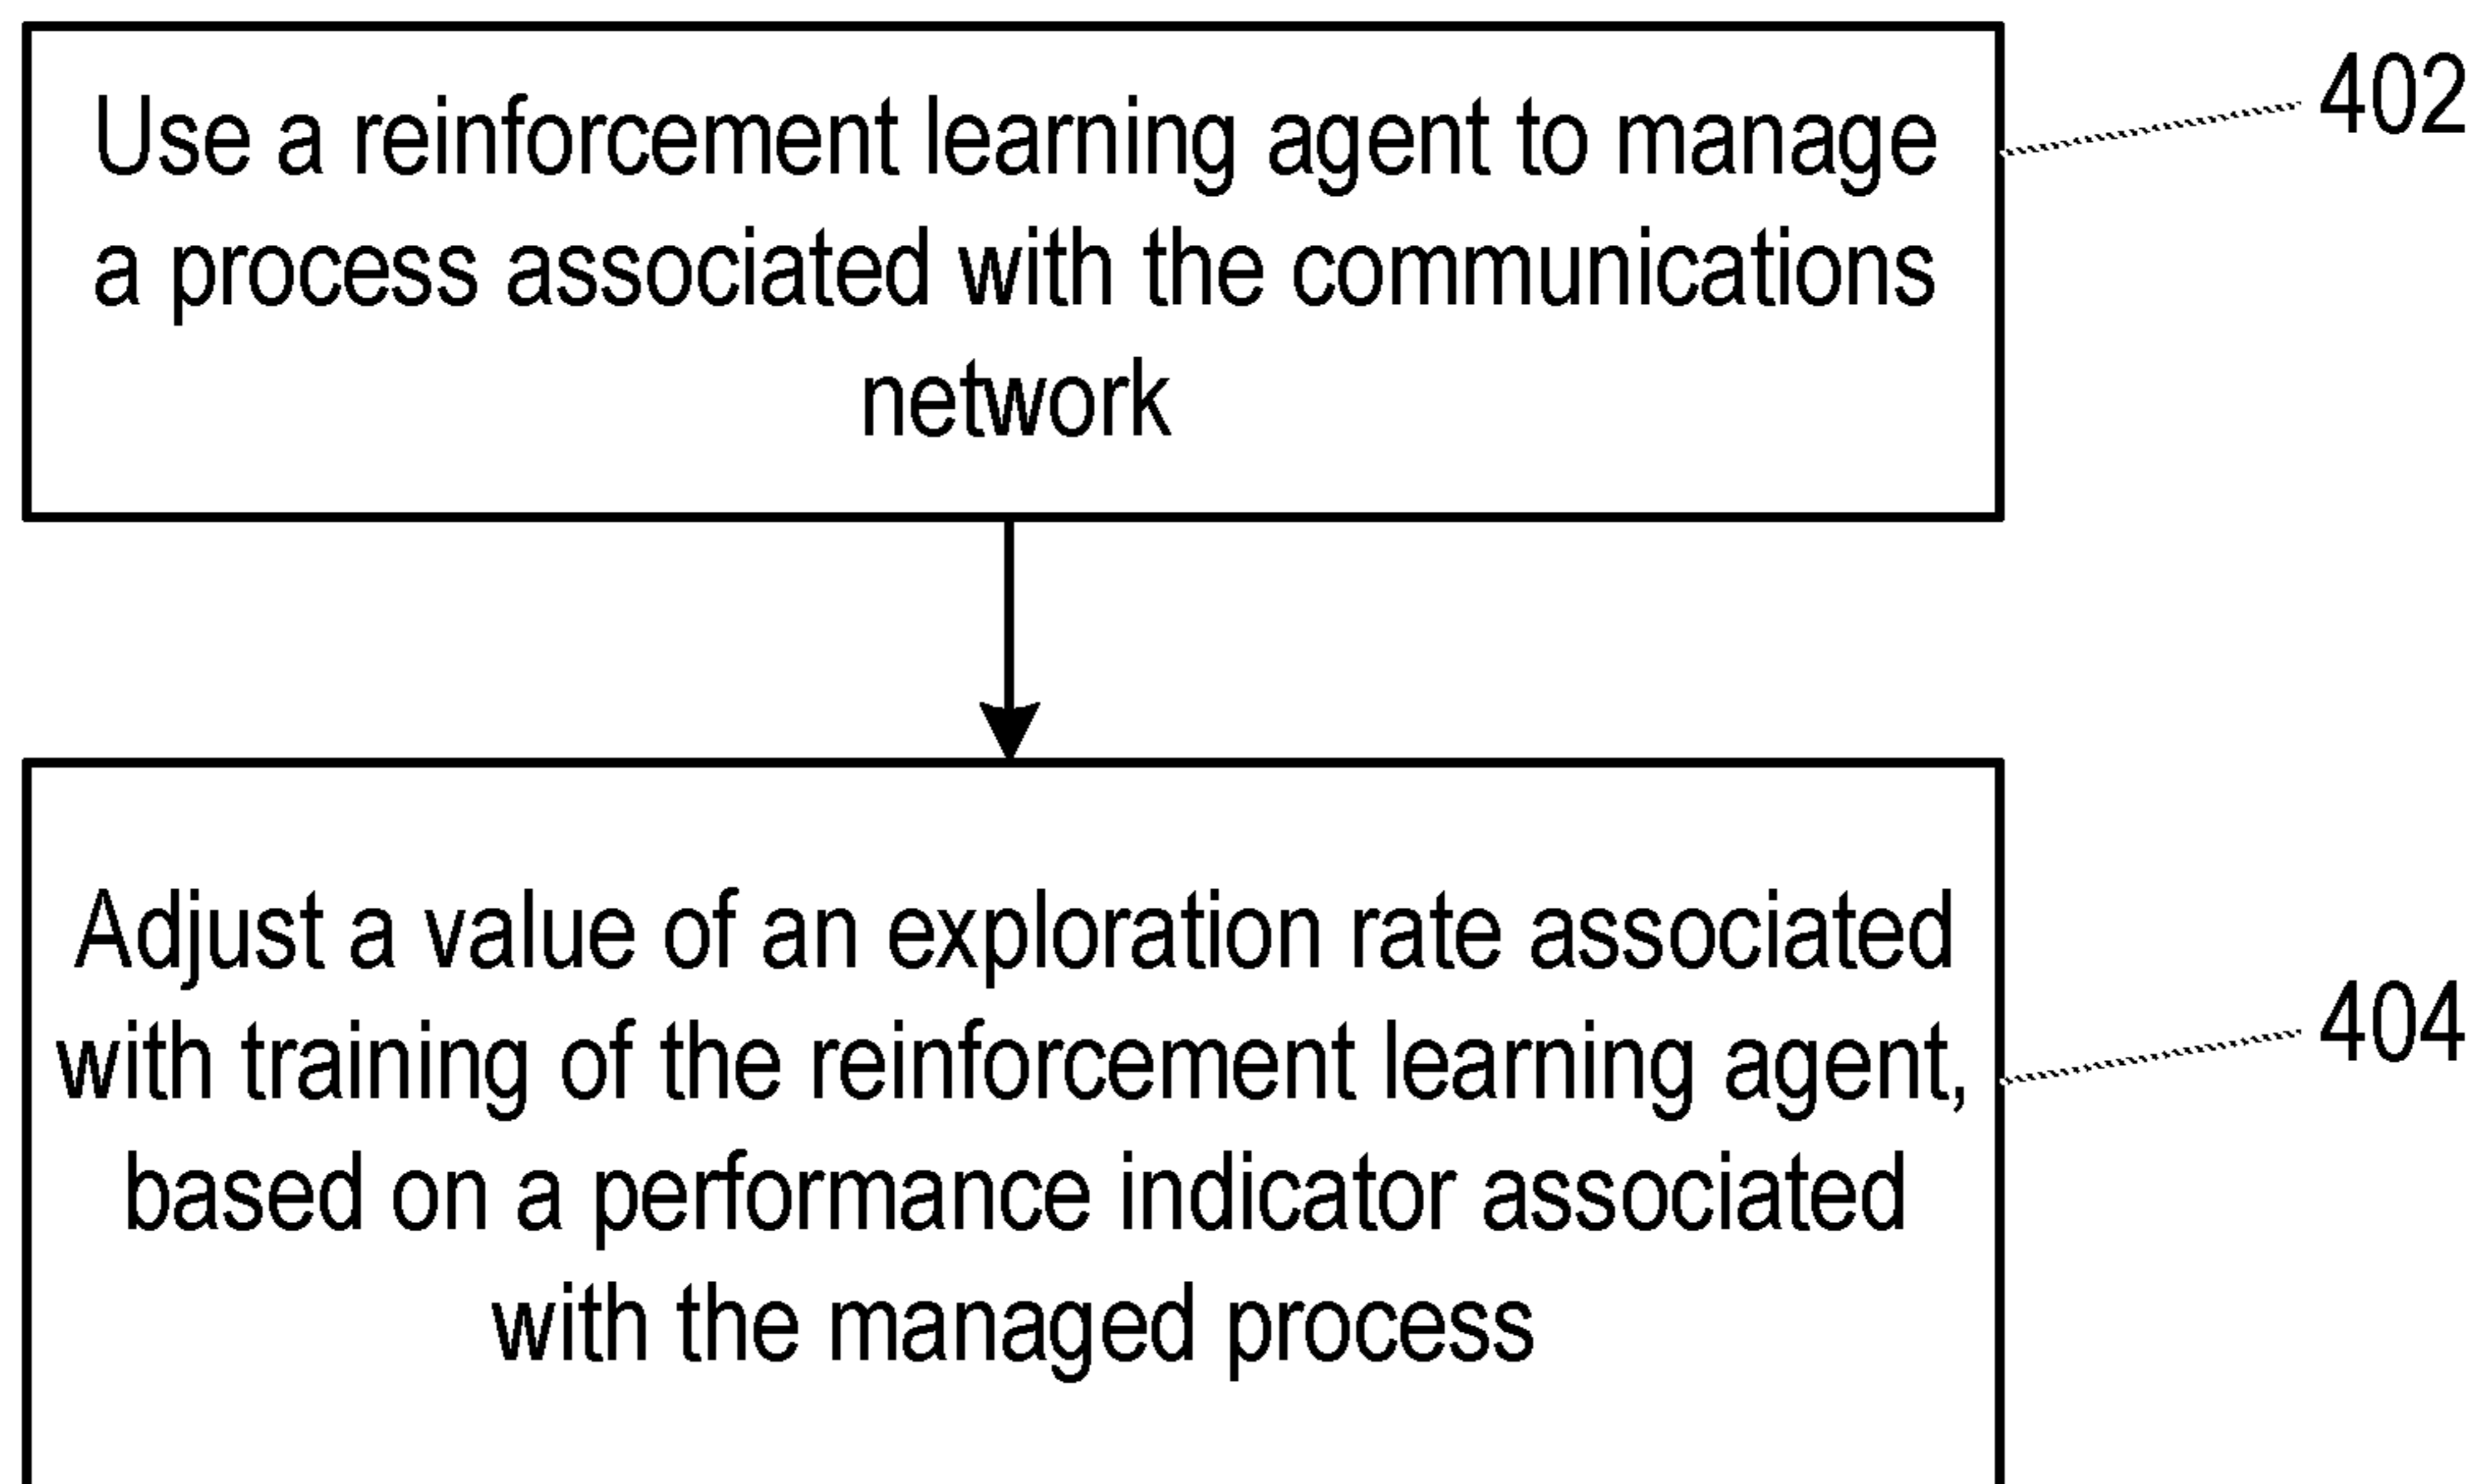 Use a reinforcement learning agent to manage
a process associated with the communications
network
402
Adjust a value of an exploration rate associated
with training of the reinforcement learning agent,
based on a performance indicator associated
with the managed process
404